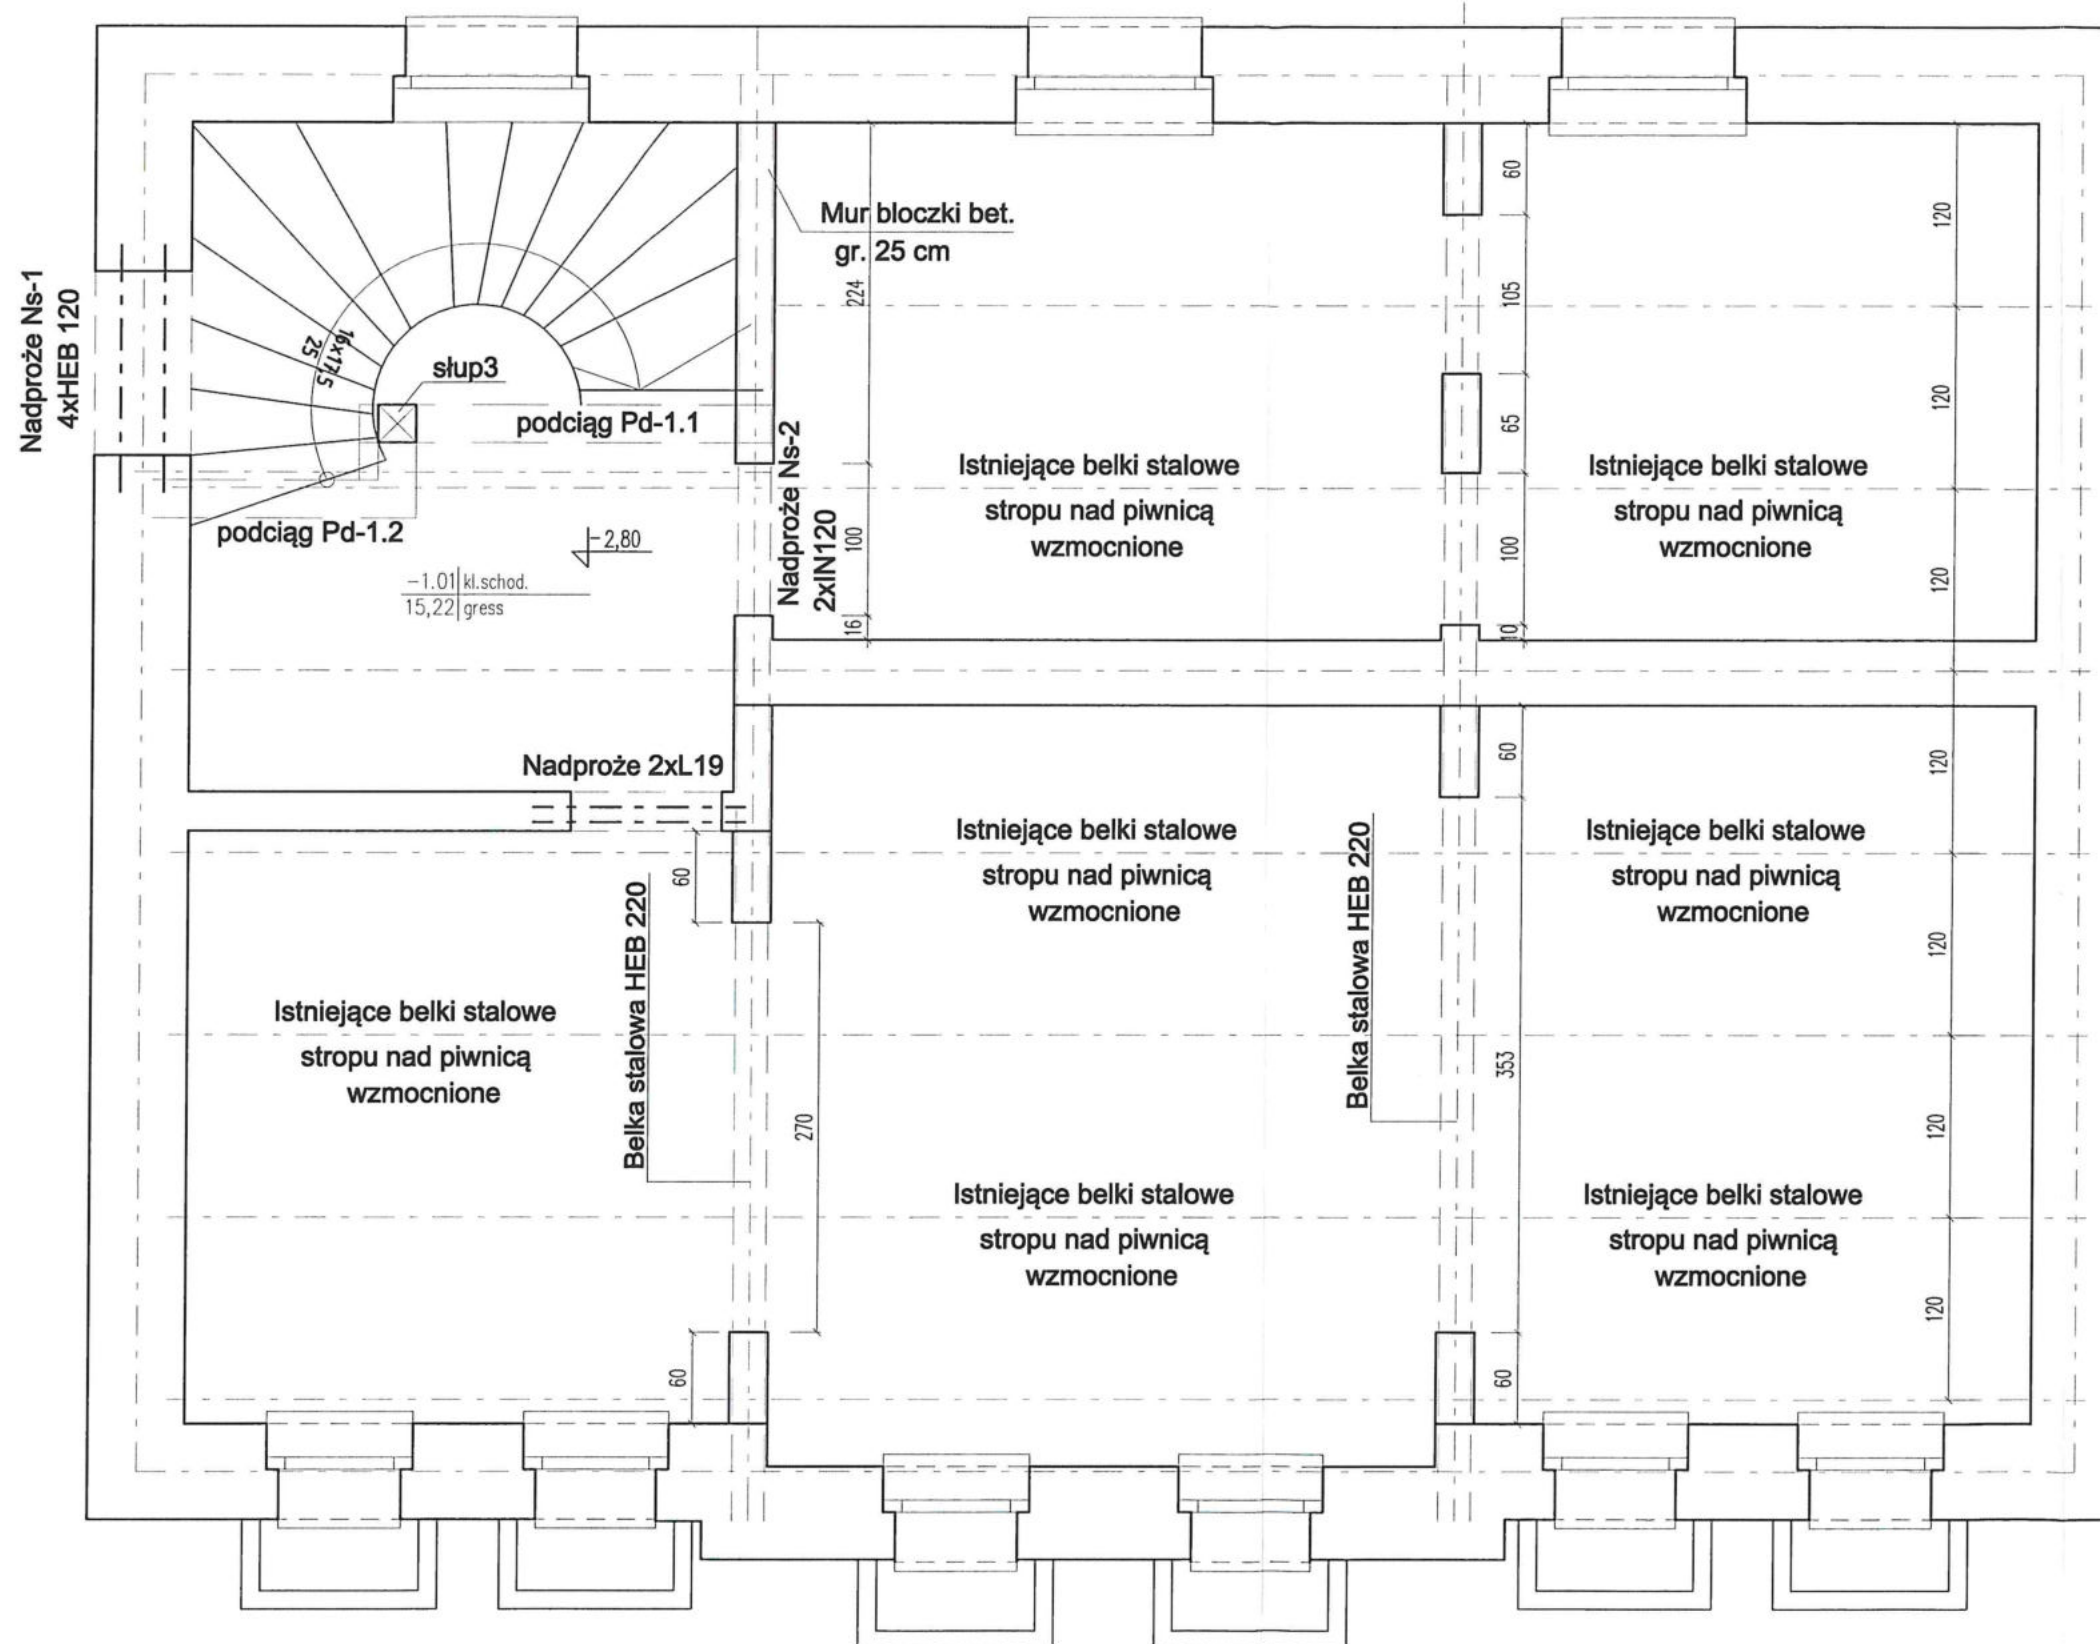 Nadproże Ns-1
4xHEB 120
16x17,5
25
słup3
podciąg Pd-1.1
podciąg Pd-1.2
-2,80
-1.01 kl.schod.
15,22 gress
Mur bloczki bet.
gr. 25 cm
224
100
16
Nadproże Ns-2
2xIN120
Istniejące belki stalowe
stropu nad piwnicą
wzmocnione
60
105
65
100
10
Istniejące belki stalowe
stropu nad piwnicą
wzmocnione
120
120
120
Nadproże 2xL19
60
Belka stalowa HEB 220
270
60
Istniejące belki stalowe
stropu nad piwnicą
wzmocnione
Istniejące belki stalowe
stropu nad piwnicą
wzmocnione
Istniejące belki stalowe
stropu nad piwnicą
wzmocnione
Belka stalowa HEB 220
60
353
60
Istniejące belki stalowe
stropu nad piwnicą
wzmocnione
Istniejące belki stalowe
stropu nad piwnicą
wzmocnione
120
120
120
120